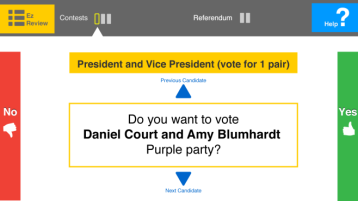 Ez
Review
Contests
Referendum
?
Help
President and Vice President (vote for 1 pair)
Previous Candidate
No
Yes
Do you want to vote
Daniel Court and Amy Blumhardt
Purple party?
Next Candidate